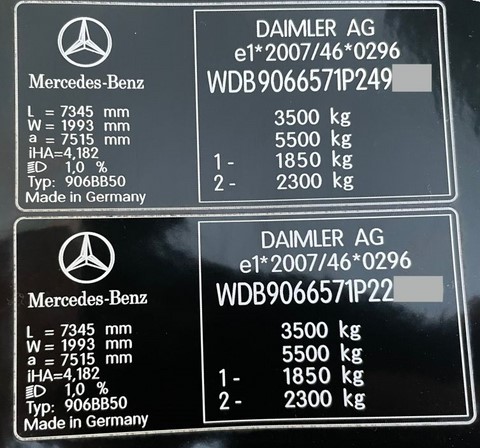 Mercedes-Benz
L = 7345 mm
W = 1993 mm
a = 7515 mm
iHA=4,182
1,0 %
Typ: 906BB50
Made in Germany
DAIMLER AG
e1*2007/46*0296
WDB9066571P249
3500 kg
5500 kg
1 - 1850 kg
2 - 2300 kg
Mercedes-Benz
L = 7345 mm
W = 1993 mm
a = 7515 mm
iHA=4,182
1,0 %
Typ: 906BB50
Made in Germany
DAIMLER AG
e1*2007/46*0296
WDB9066571P22
3500 kg
5500 kg
1 - 1850 kg
2 - 2300 kg